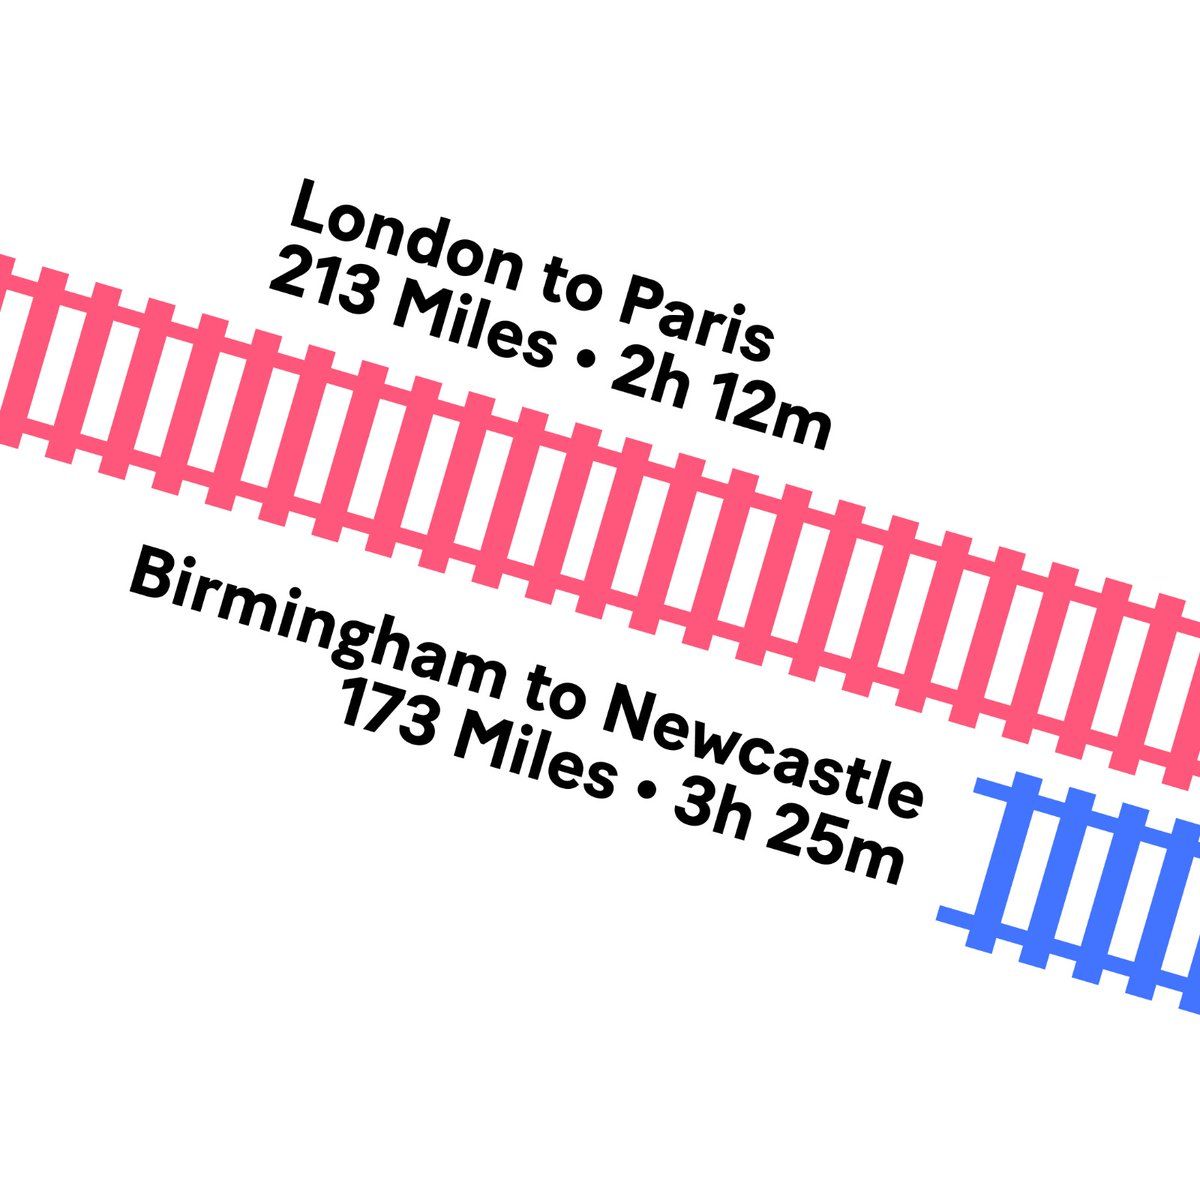 London to Paris
213 Miles • 2h 12m
Birmingham to Newcastle
173 Miles • 3h 25m